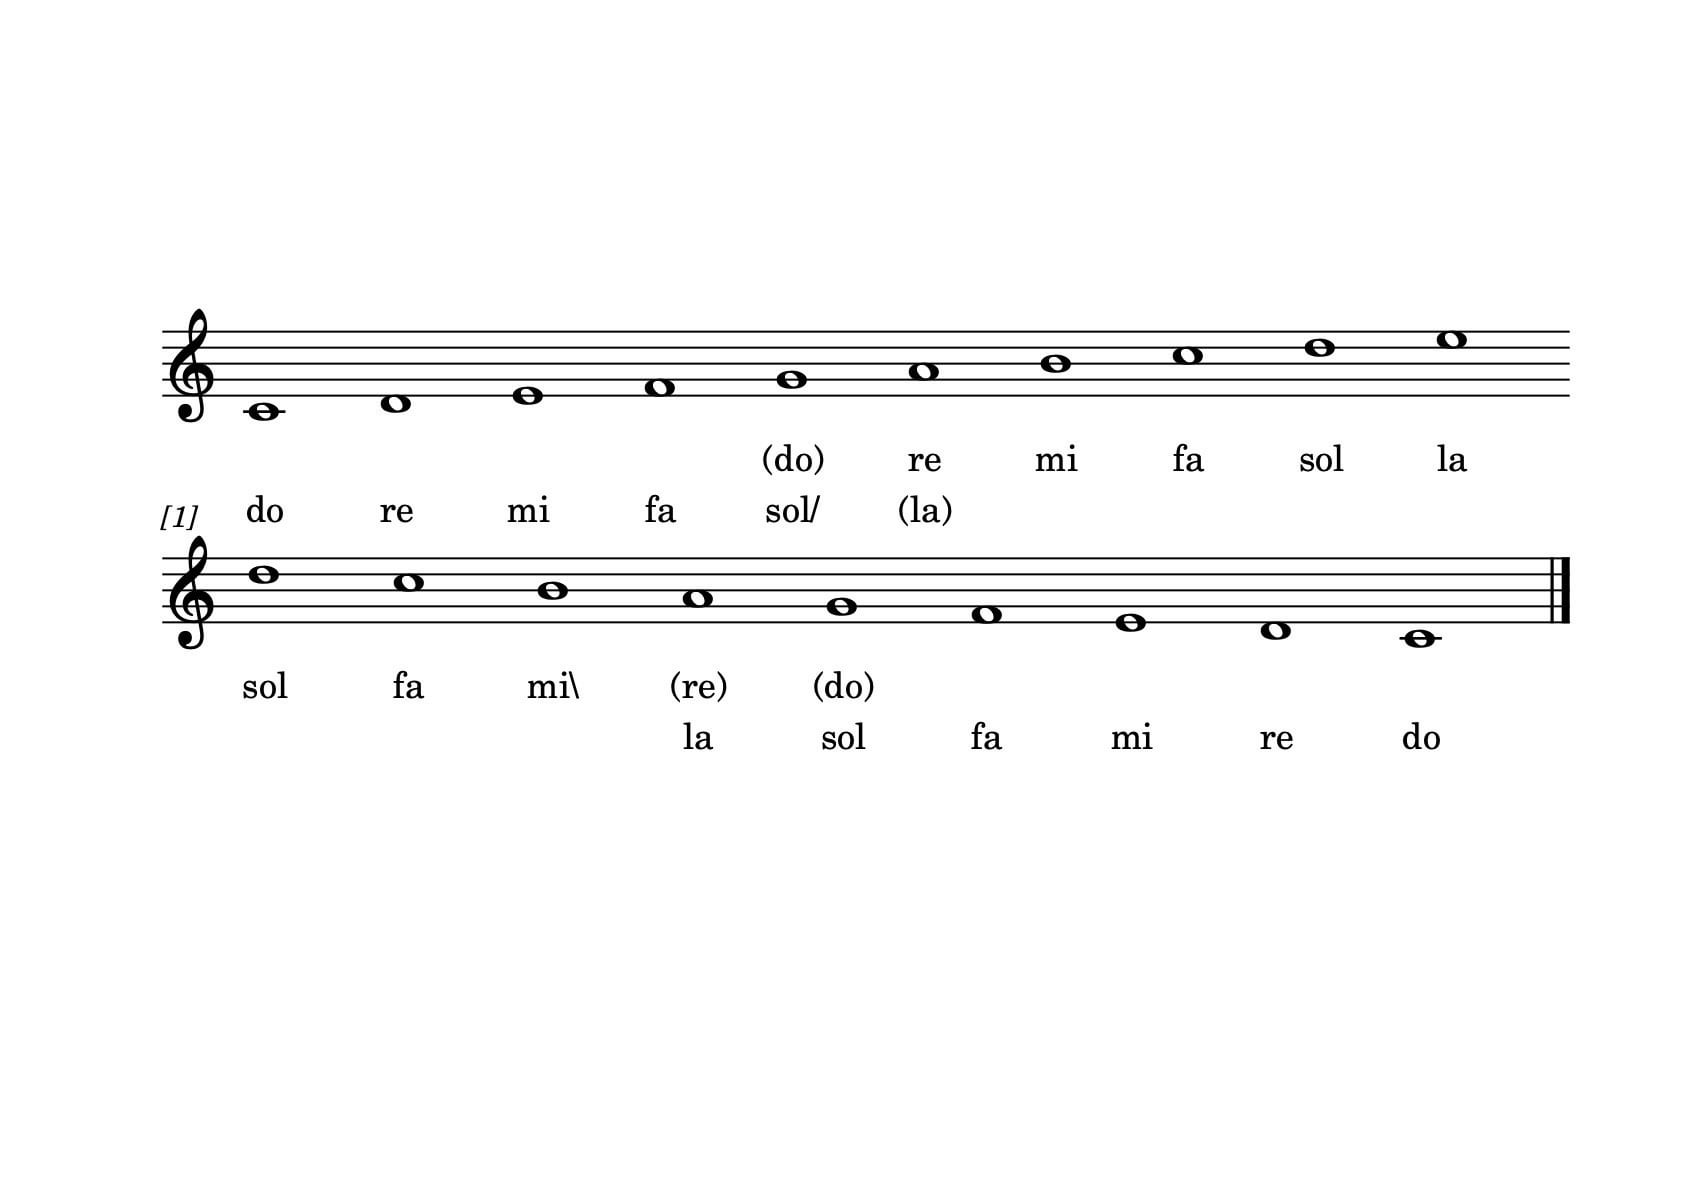 (do) re mi fa sol la
do re mi fa sol/ (la)
[1]
sol fa mi\ (re) (do)
la sol fa mi re do